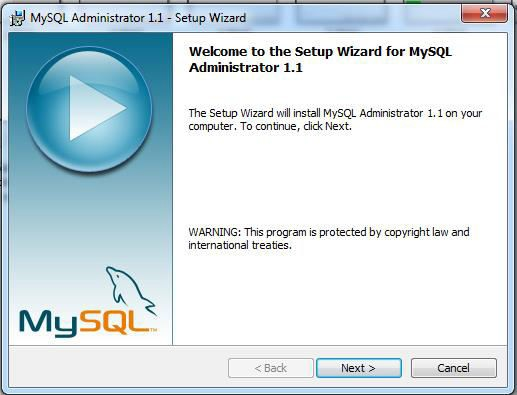 MySQL Administrator 1.1 - Setup Wizard
Welcome to the Setup Wizard for MySQL
Administrator 1.1
The Setup Wizard will install MySQL Administrator 1.1 on your
computer. To continue, click Next.
WARNING: This program is protected by copyright law and
international treaties.
MySQL™
< Back
Next >
Cancel